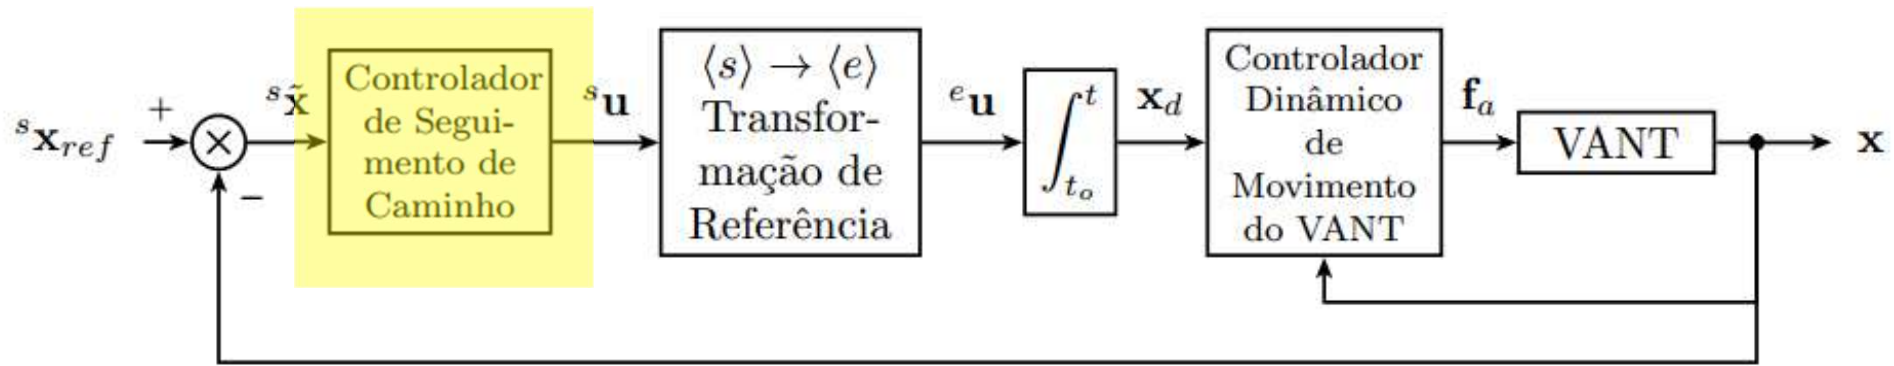 ˢx_ref
+
−
ˢx̃
Controlador
de Segui-
mento de
Caminho
ˢu
⟨s⟩ → ⟨e⟩
Transfor-
mação de
Referência
ᵉu
∫_{t_o}^{t}
x_d
Controlador
Dinâmico
de
Movimento
do VANT
f_a
VANT
x